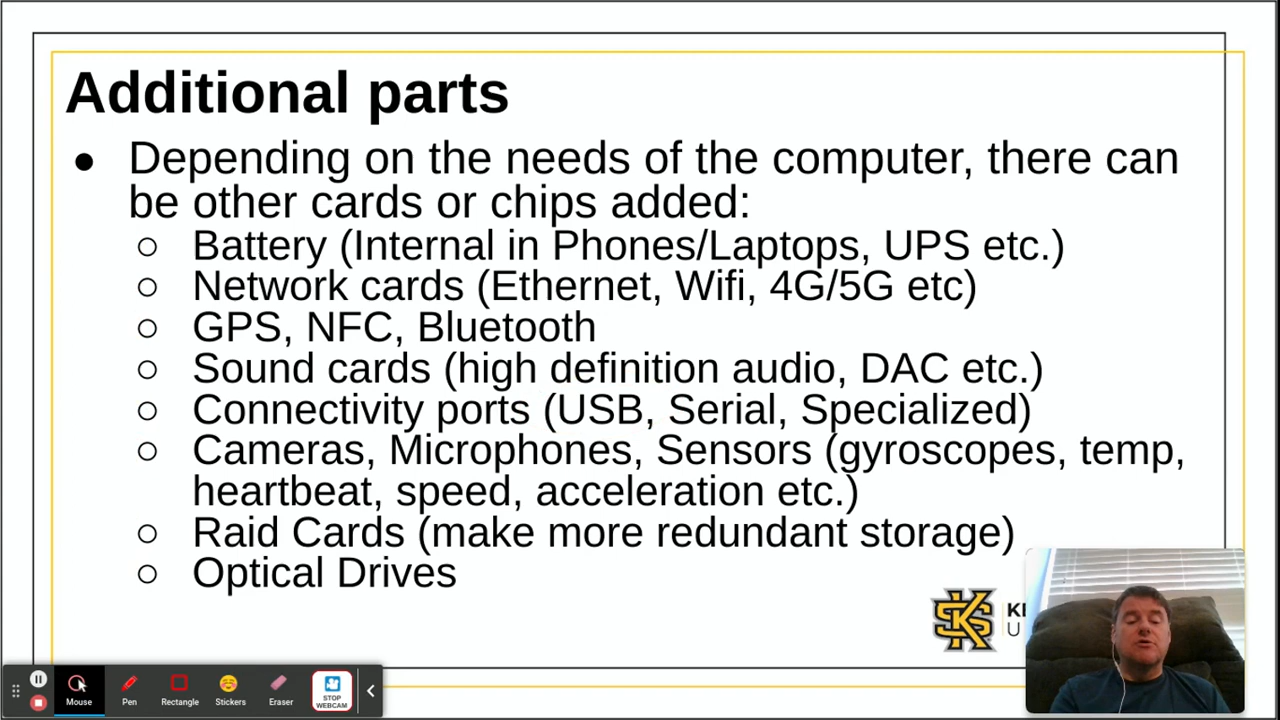 Additional parts
● Depending on the needs of the computer, there can
be other cards or chips added:
○ Battery (Internal in Phones/Laptops, UPS etc.)
○ Network cards (Ethernet, Wifi, 4G/5G etc)
○ GPS, NFC, Bluetooth
○ Sound cards (high definition audio, DAC etc.)
○ Connectivity ports (USB, Serial, Specialized)
○ Cameras, Microphones, Sensors (gyroscopes, temp,
heartbeat, speed, acceleration etc.)
○ Raid Cards (make more redundant storage)
○ Optical Drives
KS
Mouse Pen Rectangle Stickers Eraser STOP
WEBCAM